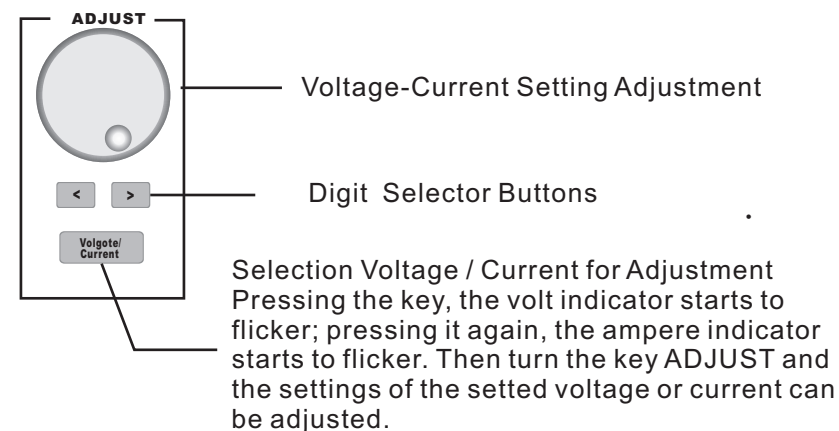 ADJUST
Voltage-Current Setting Adjustment
< >
Digit Selector Buttons
.
Volgote/
Current
Selection Voltage / Current for Adjustment
Pressing the key, the volt indicator starts to
flicker; pressing it again, the ampere indicator
starts to flicker. Then turn the key ADJUST and
the settings of the setted voltage or current can
be adjusted.